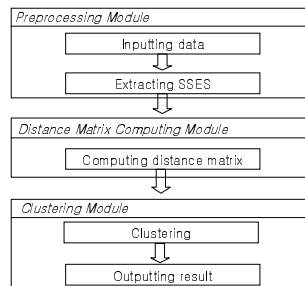 Preprocessing Module
Inputting data
Extracting SSES
Distance Matrix Computing Module
Computing distance matrix
Clustering Module
Clustering
Outputting result